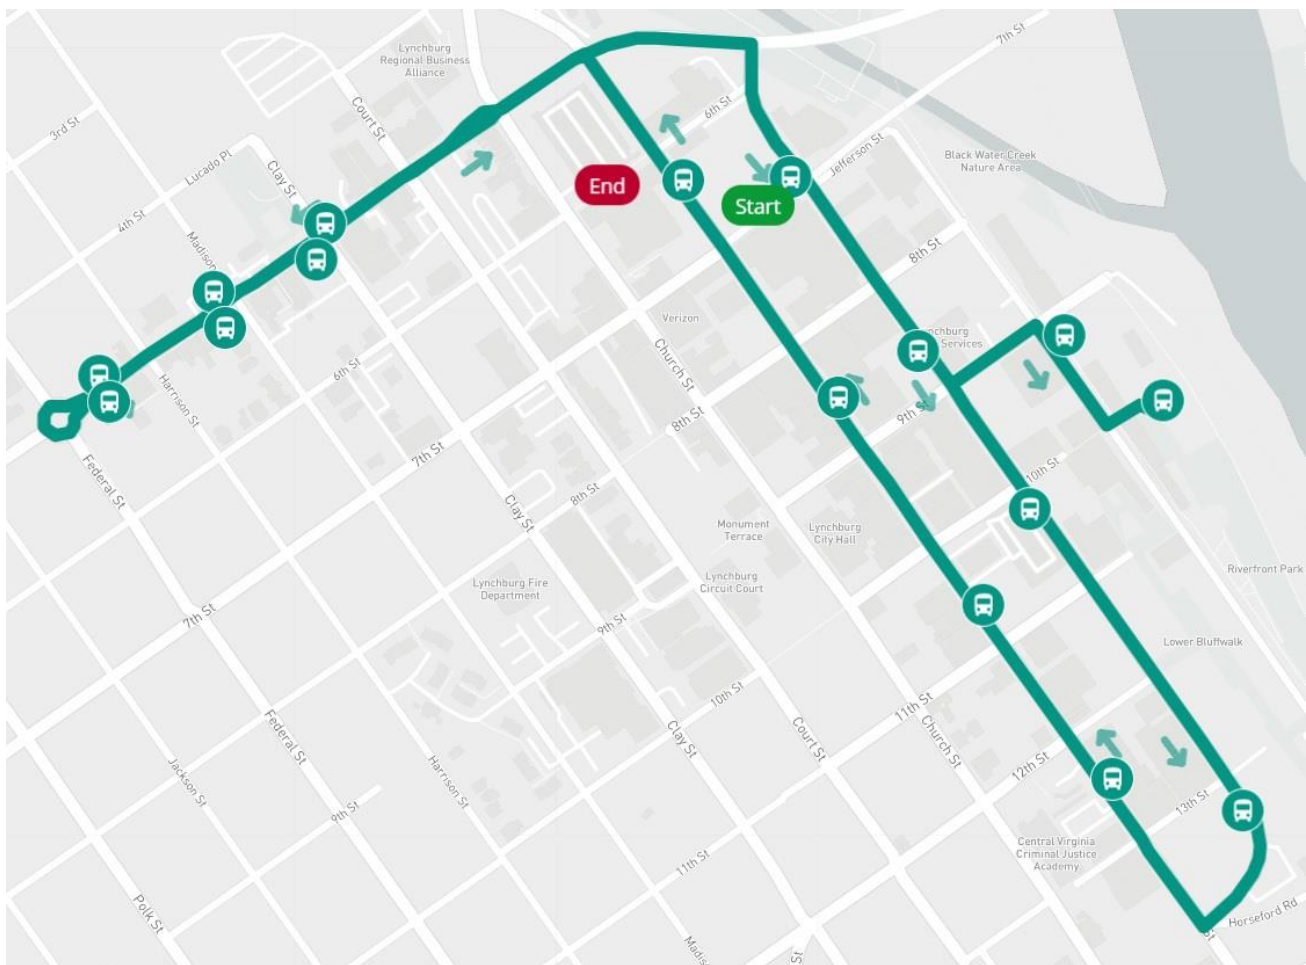 7th St
Lynchburg
Regional Business
Alliance
Court St
6th St
3rd St
Jefferson St
Black Water Creek
Nature Area
Lucado Pl
Clay St
End
Start
4th St
Madison
8th St
Verizon
Services
6th St
Church St
Harrison St
9th St
8th St
7th St
10th St
Federal St
8th St
Clay St
Monument
Terrace
Lynchburg
City Hall
Riverfront Park
Lynchburg Fire
Department
Lynchburg
Circuit Court
7th St
9th St
Lower Bluffwalk
10th St
11th St
Federal St
Clay St
Court St
Church St
12th St
Jackson St
Harrison St
13th St
9th St
Central Virginia
Criminal Justice
Academy
11th St
Polk St
Horseford Rd
St
St